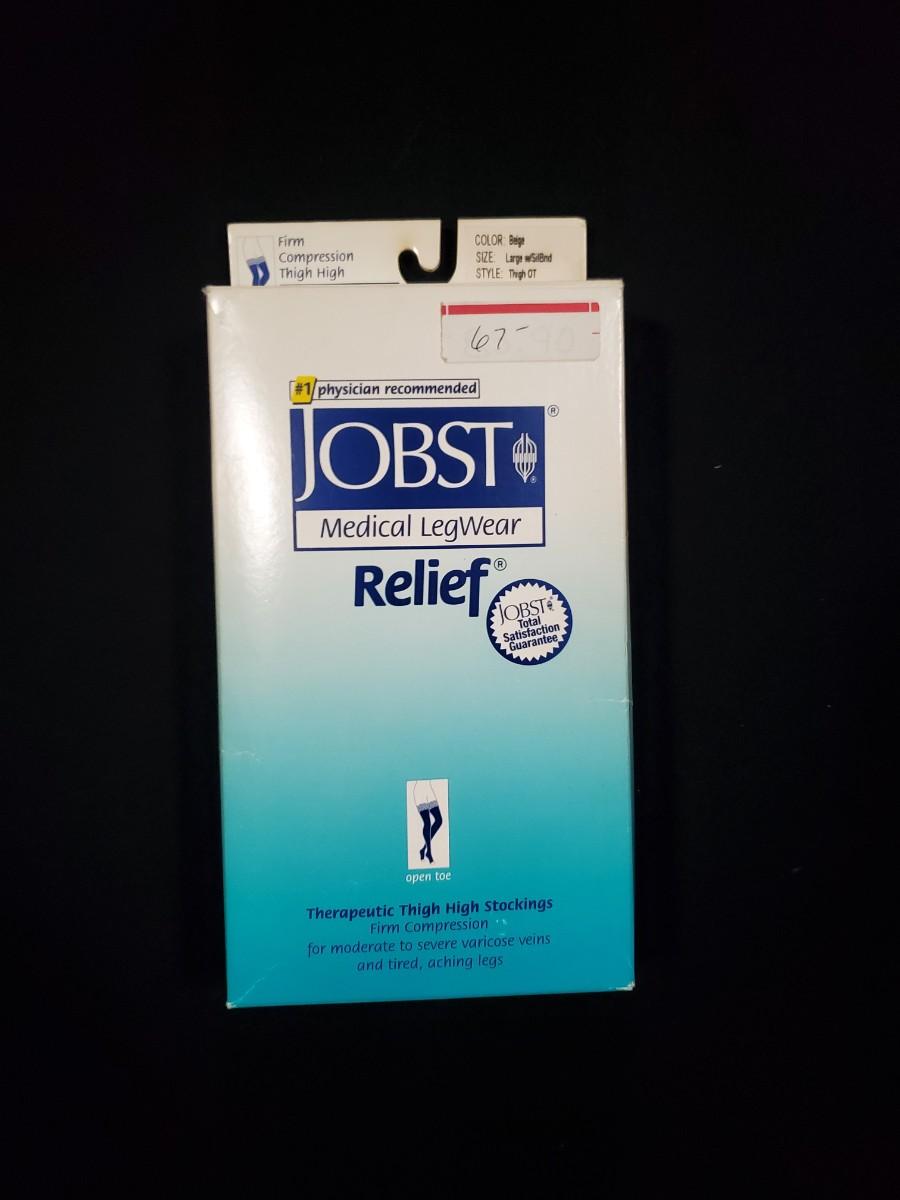 Firm
Compression
Thigh High
COLOR: Beige
SIZE: Large w/SilBnd
STYLE: Thigh OT
67-
#1 physician recommended
JOBST ®
®
Medical LegWear
Relief®
JOBST
Total
Satisfaction
Guarantee
open toe
Therapeutic Thigh High Stockings
Firm Compression
for moderate to severe varicose veins
and tired, aching legs